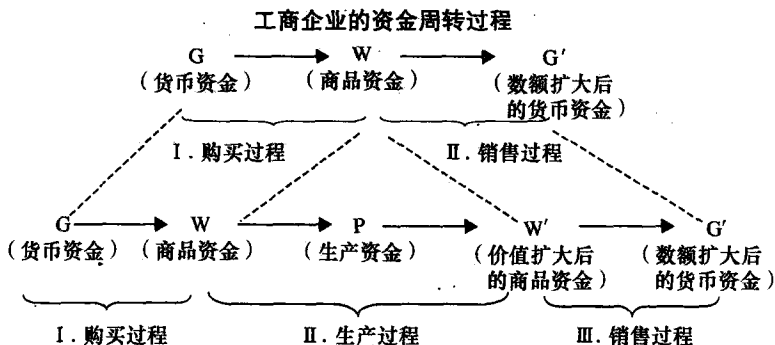 工商企业的资金周转过程
G W G′
(货币资金) (商品资金) (数额扩大后
的货币资金)
Ⅰ.购买过程 Ⅱ.销售过程
G W P W′ G′
(货币资金) (商品资金) (生产资金) (价值扩大后 (数额扩大后
的商品资金) 的货币资金)
Ⅰ.购买过程 Ⅱ.生产过程 Ⅲ.销售过程